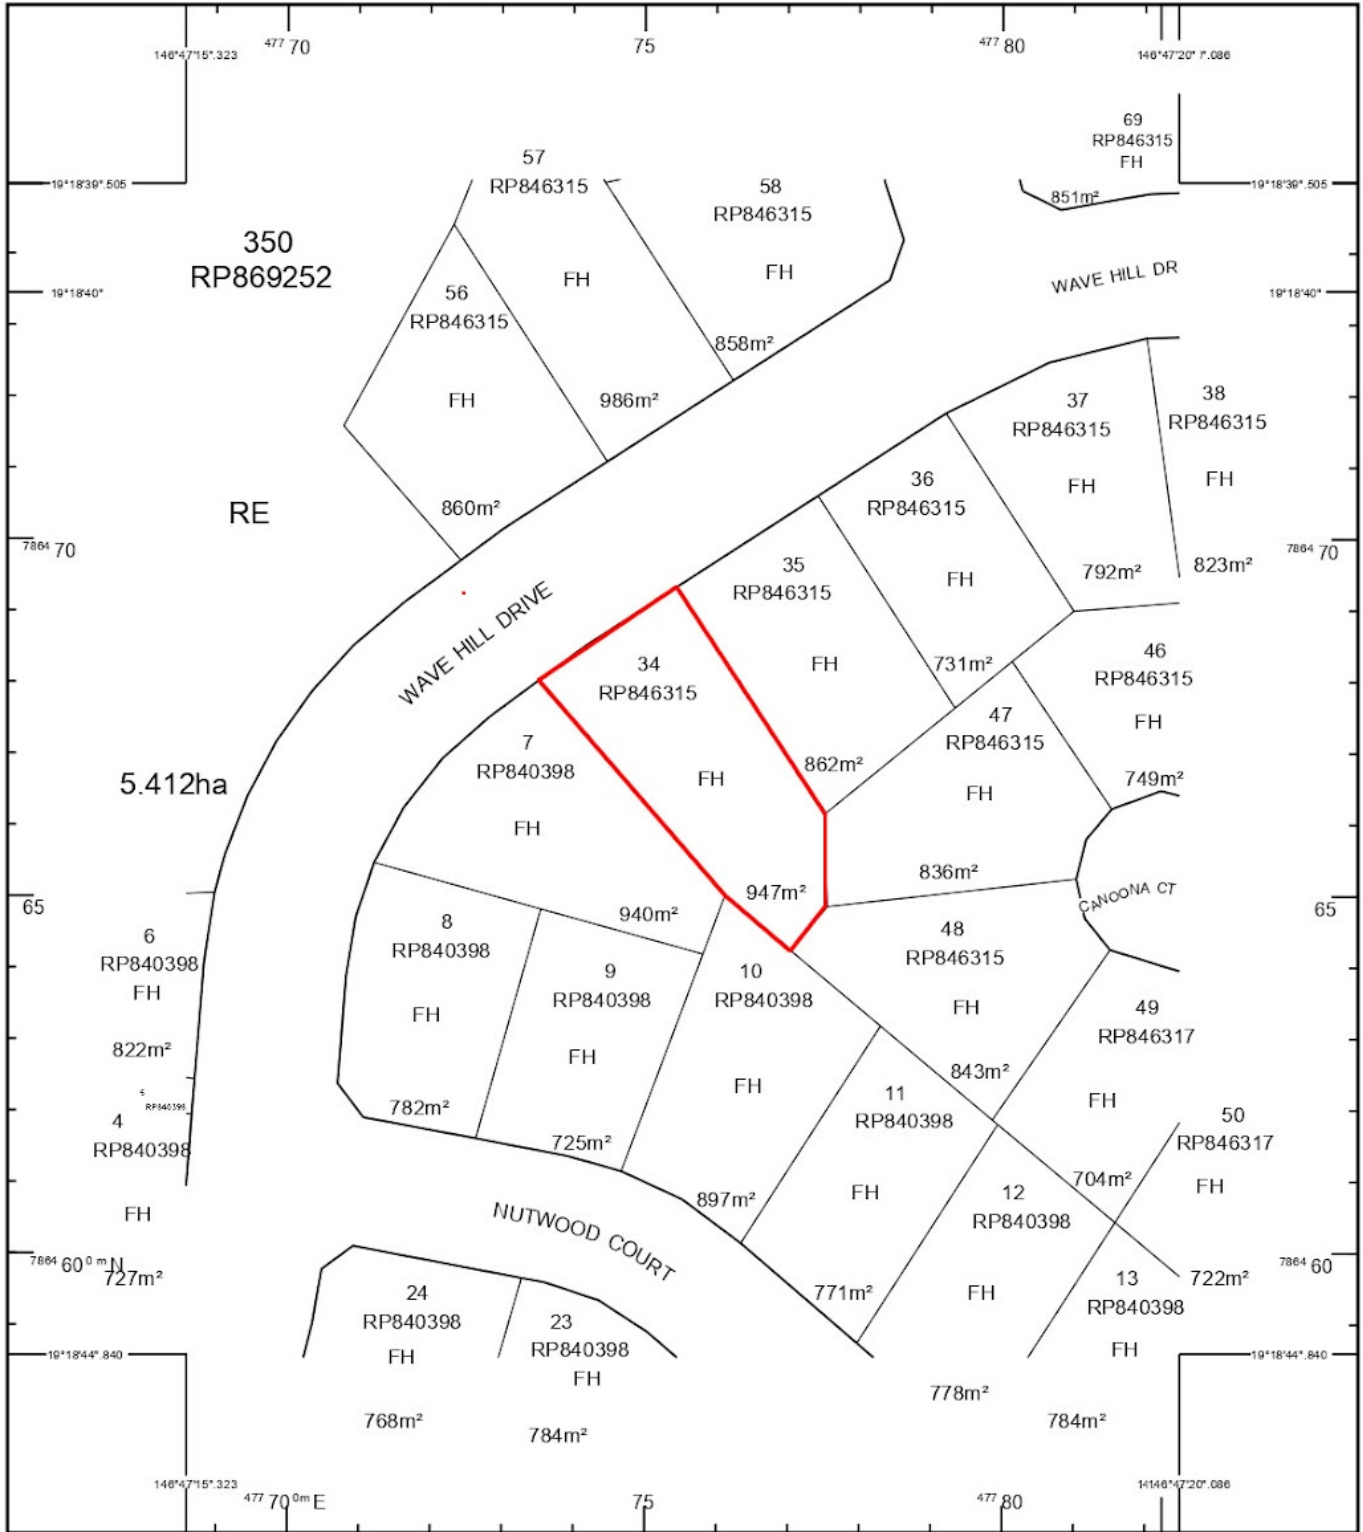 477 70
75
477 80
146°47'15".323
146°47'20" 7'.086
69
RP846315
FH
851m²
57
RP846315
FH
986m²
58
RP846315
FH
858m²
19°18'39".505
19°18'39".505
350
RP869252
WAVE HILL DR
19°18'40"
19°18'40"
56
RP846315
FH
860m²
37
RP846315
FH
792m²
38
RP846315
FH
823m²
36
RP846315
FH
731m²
RE
7864 70
7864 70
35
RP846315
FH
862m²
WAVE HILL DRIVE
34
RP846315
FH
947m²
46
RP846315
FH
749m²
47
RP846315
FH
836m²
7
RP840398
FH
940m²
5.412ha
65
65
CANOONA CT
8
RP840398
FH
782m²
6
RP840398
FH
822m²
9
RP840398
FH
725m²
10
RP840398
FH
897m²
48
RP846315
FH
843m²
49
RP846317
FH
704m²
RP840398
4
RP840398
FH
727m²
11
RP840398
FH
771m²
50
RP846317
FH
722m²
12
RP840398
FH
778m²
NUTWOOD COURT
7864 60 0 m N
7864 60
24
RP840398
FH
768m²
23
RP840398
FH
784m²
13
RP840398
FH
784m²
19°18'44".840
19°18'44".840
146°47'15".323
14146°47'20".086
477 70 0m E
75
477 80